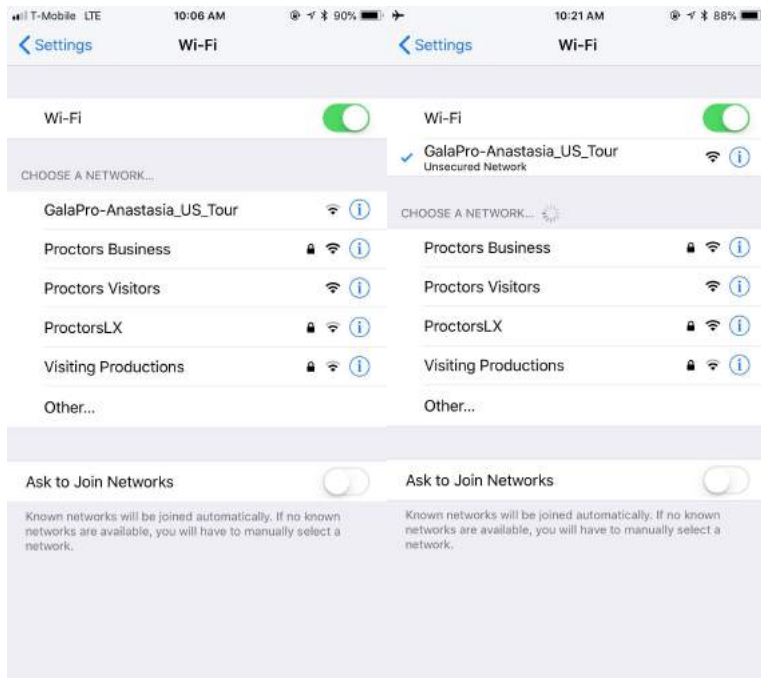 T-Mobile LTE 10:06 AM 90%
Settings Wi-Fi
Wi-Fi
CHOOSE A NETWORK...
GalaPro-Anastasia_US_Tour
Proctors Business
Proctors Visitors
ProctorsLX
Visiting Productions
Other...
Ask to Join Networks
Known networks will be joined automatically. If no known
networks are available, you will have to manually select a
network.
10:21 AM 88%
Settings Wi-Fi
Wi-Fi
GalaPro-Anastasia_US_Tour
Unsecured Network
CHOOSE A NETWORK...
Proctors Business
Proctors Visitors
ProctorsLX
Visiting Productions
Other...
Ask to Join Networks
Known networks will be joined automatically. If no known
networks are available, you will have to manually select a
network.